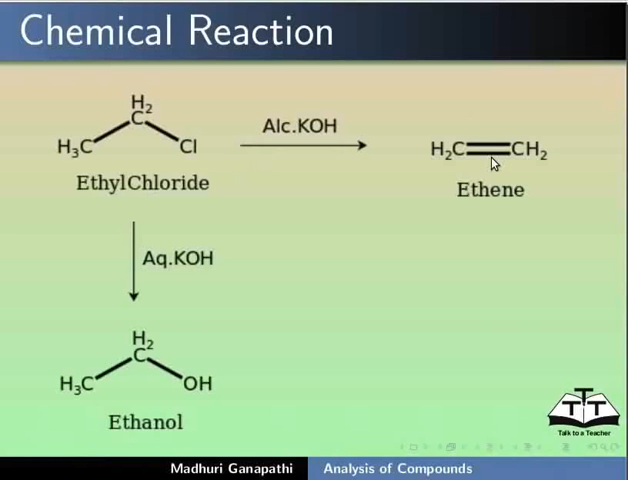 Chemical Reaction
H2
C
H3C
Cl
EthylChloride
Alc.KOH
H2C
CH2
Ethene
Aq.KOH
H2
C
H3C
OH
Ethanol
T
TT
Talk to a Teacher
Madhuri Ganapathi
Analysis of Compounds